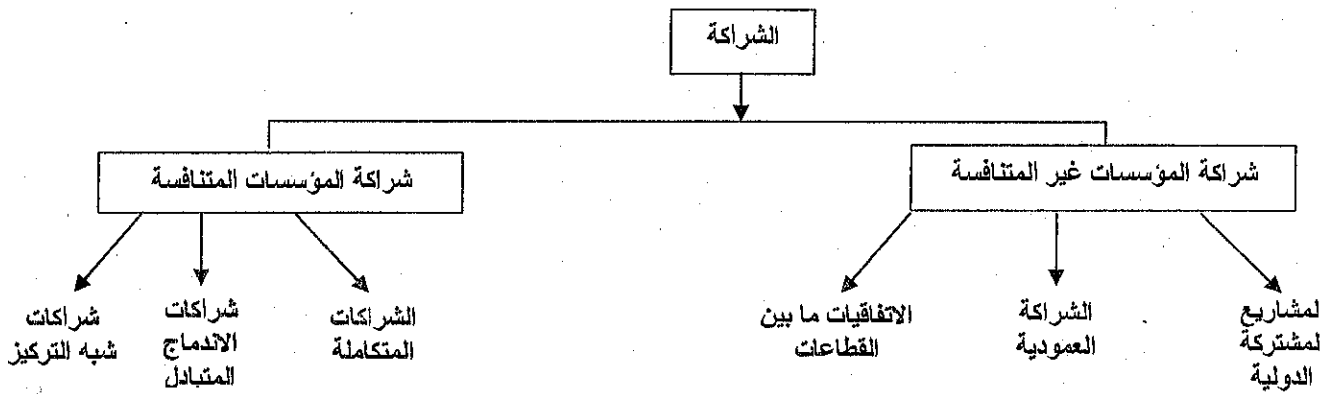 الشراكة
شراكة المؤسسات غير المتنافسة
شراكة المؤسسات المتنافسة
لمشاريع
لمشتركة
الدولية
الشراكة
العمودية
الاتفاقيات ما بين
القطاعات
الشراكات
المتكاملة
شراكات
الاندماج
المتبادل
شراكات
شبه التركيز